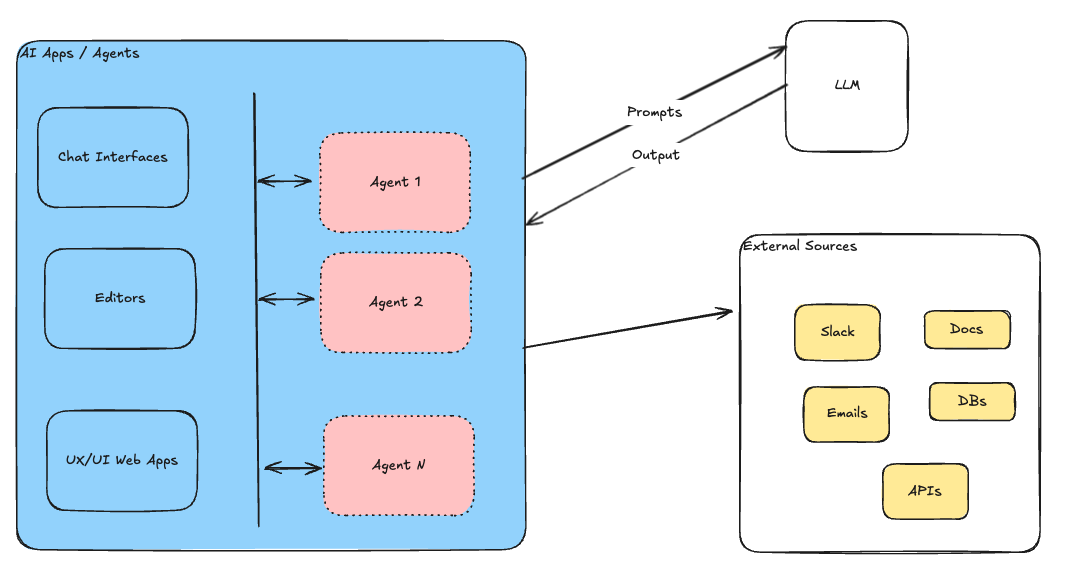 AI Apps / Agents
Chat Interfaces
Editors
UX/UI Web Apps
Agent 1
Agent 2
Agent N
Prompts
Output
LLM
External Sources
Slack
Docs
Emails
DBs
APIs